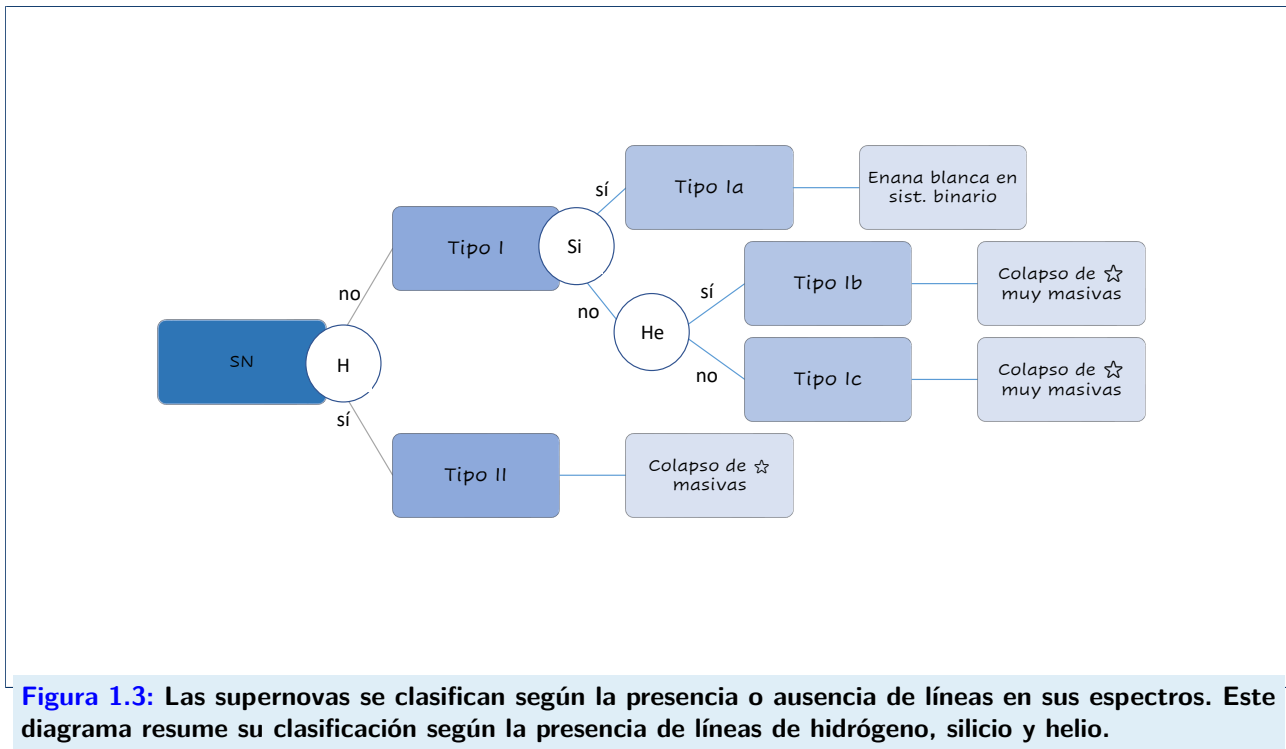 sí
Tipo Ia
Enana blanca en
sist. binario
Tipo I
Si
no
sí
Tipo Ib
Colapso de ☆
muy masivas
no
He
SN
H
no
Tipo Ic
Colapso de ☆
muy masivas
sí
Tipo II
Colapso de ☆
masivas
Figura 1.3: Las supernovas se clasifican según la presencia o ausencia de líneas en sus espectros. Este
diagrama resume su clasificación según la presencia de líneas de hidrógeno, silicio y helio.